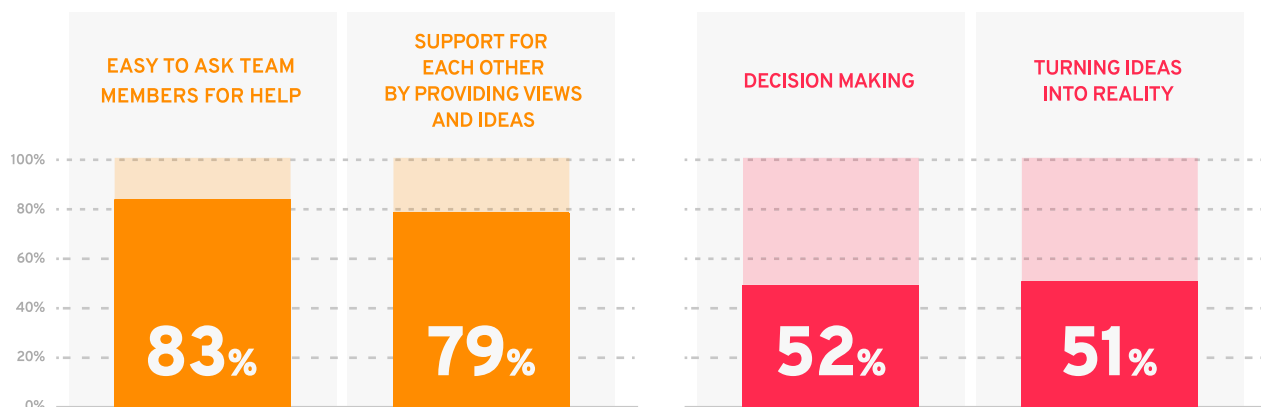 EASY TO ASK TEAM
MEMBERS FOR HELP
SUPPORT FOR
EACH OTHER
BY PROVIDING VIEWS
AND IDEAS
DECISION MAKING
TURNING IDEAS
INTO REALITY
100%
80%
60%
40%
20%
0%
83%
79%
52%
51%